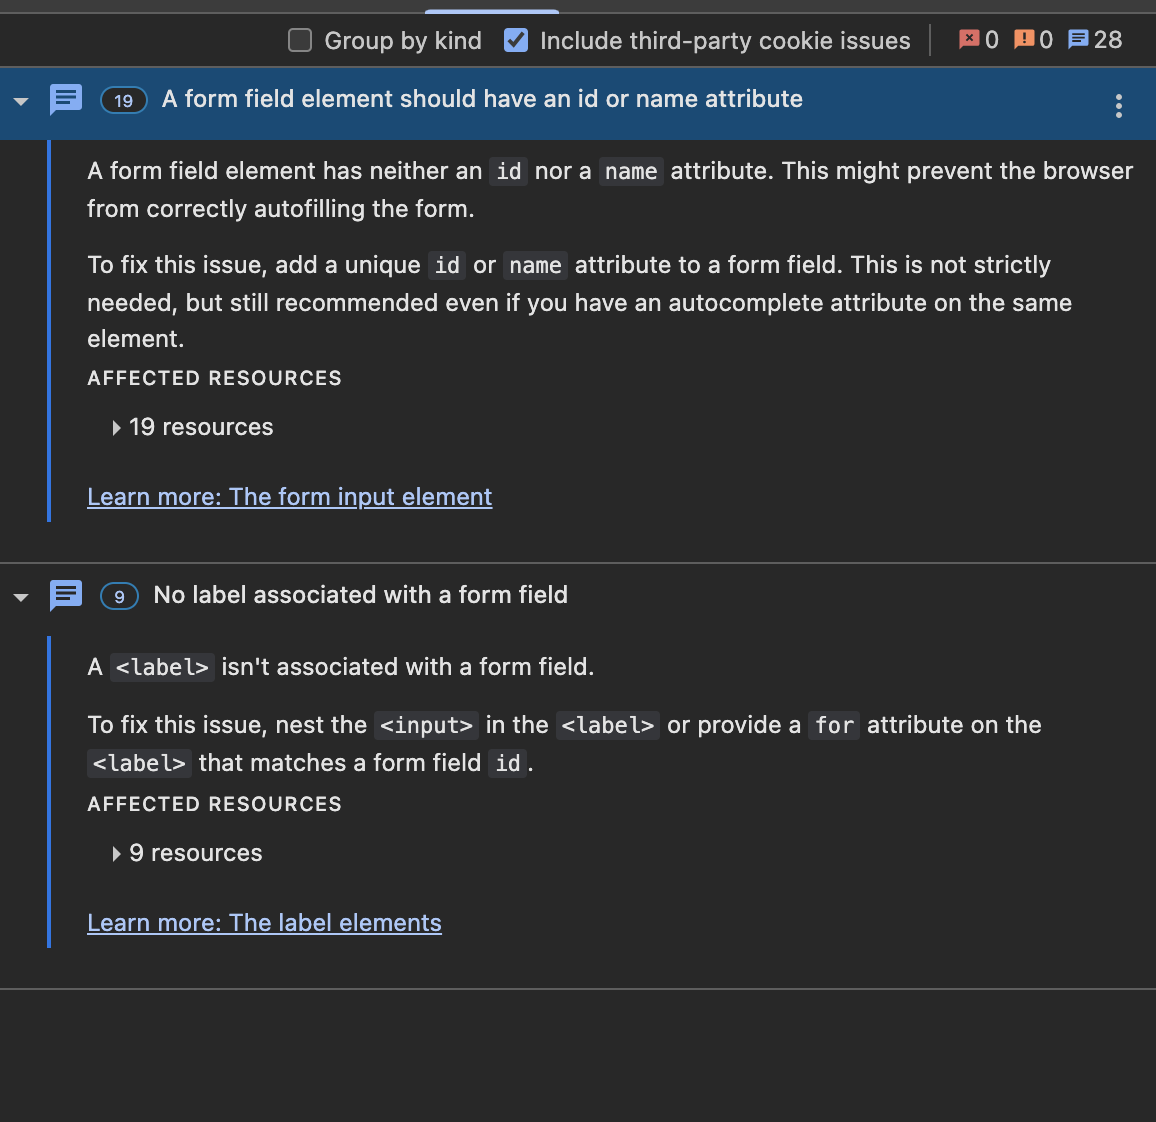 Group by kind Include third-party cookie issues 0 0 28
19 A form field element should have an id or name attribute
A form field element has neither an id nor a name attribute. This might prevent the browser
from correctly autofilling the form.
To fix this issue, add a unique id or name attribute to a form field. This is not strictly
needed, but still recommended even if you have an autocomplete attribute on the same
element.
AFFECTED RESOURCES
19 resources
Learn more: The form input element
9 No label associated with a form field
A <label> isn't associated with a form field.
To fix this issue, nest the <input> in the <label> or provide a for attribute on the
<label> that matches a form field id.
AFFECTED RESOURCES
9 resources
Learn more: The label elements